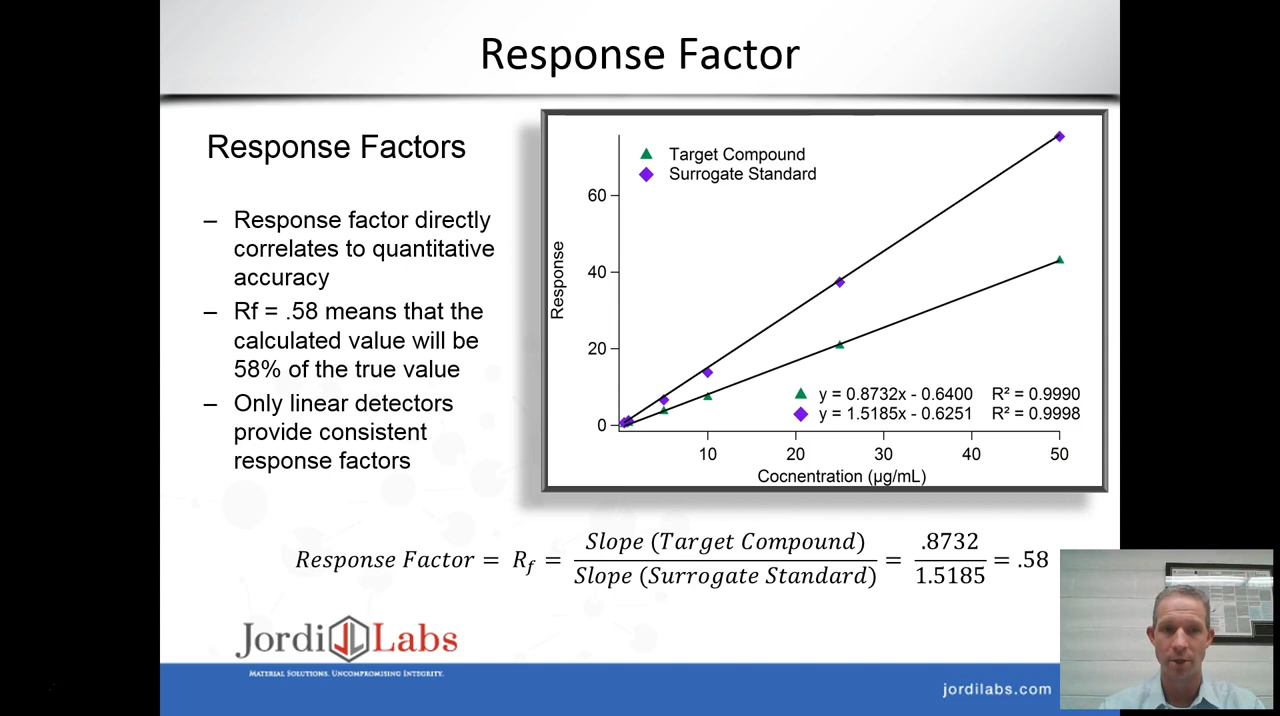 Response Factor
Response Factors
– Response factor directly
correlates to quantitative
accuracy
– Rf = .58 means that the
calculated value will be
58% of the true value
– Only linear detectors
provide consistent
response factors
Target Compound
Surrogate Standard
Response
60
40
20
0
y = 0.8732x - 0.6400 R² = 0.9990
y = 1.5185x - 0.6251 R² = 0.9998
10 20 30 40 50
Cocnentration (µg/mL)
Response Factor = R_f = Slope (Target Compound) / Slope (Surrogate Standard) = .8732 / 1.5185 = .58
Jordi Labs
Material Solutions. Uncompromising Integrity.
jordilabs.com